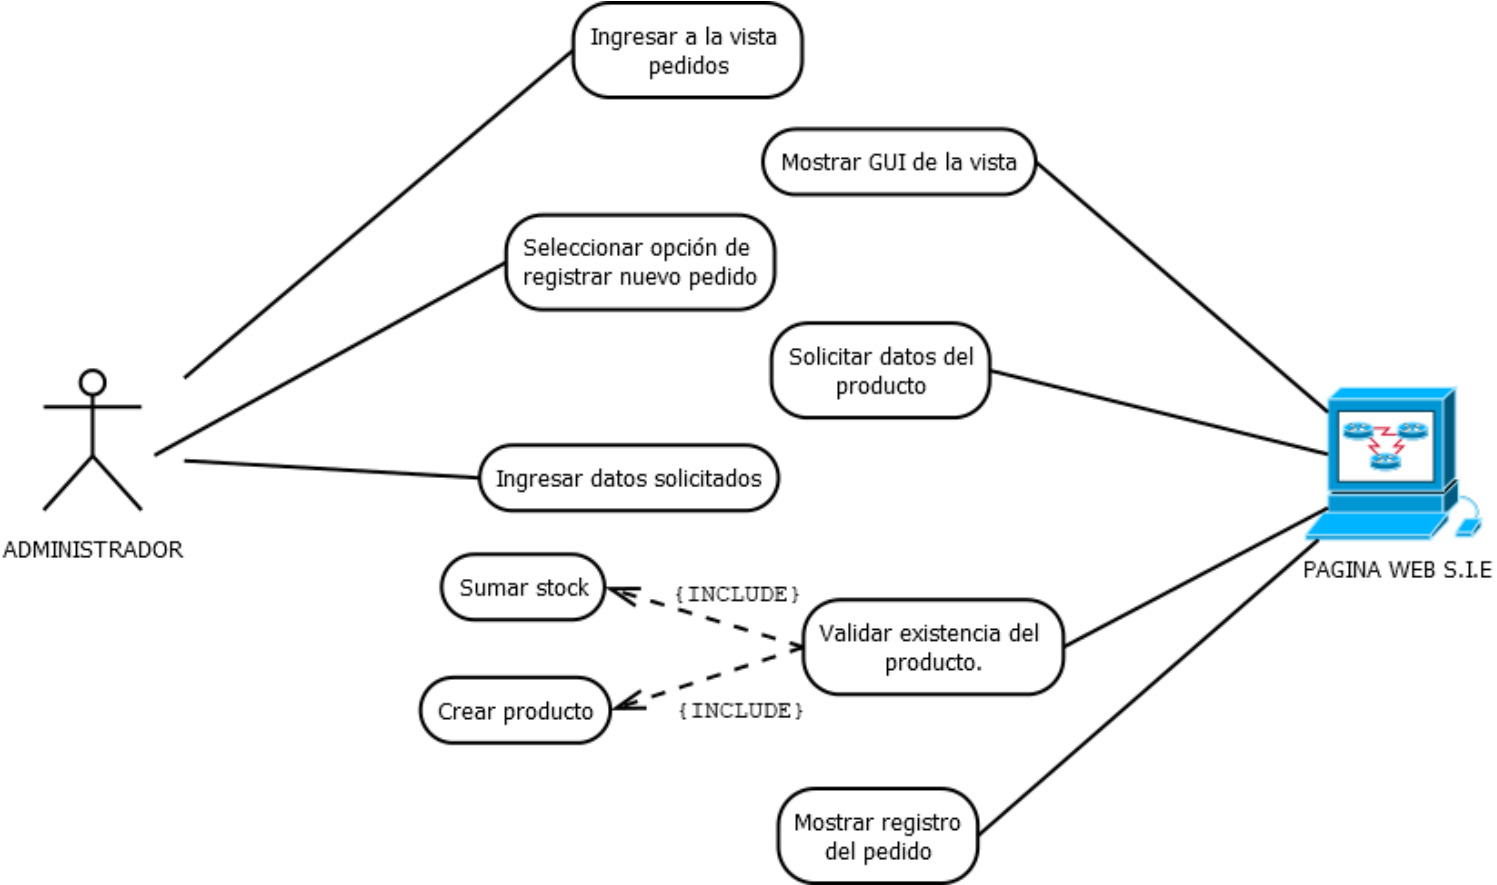 Ingresar a la vista
pedidos
Mostrar GUI de la vista
Seleccionar opción de
registrar nuevo pedido
Solicitar datos del
producto
Ingresar datos solicitados
ADMINISTRADOR
PAGINA WEB S.I.E
Sumar stock
{INCLUDE}
Validar existencia del
producto.
Crear producto
{INCLUDE}
Mostrar registro
del pedido